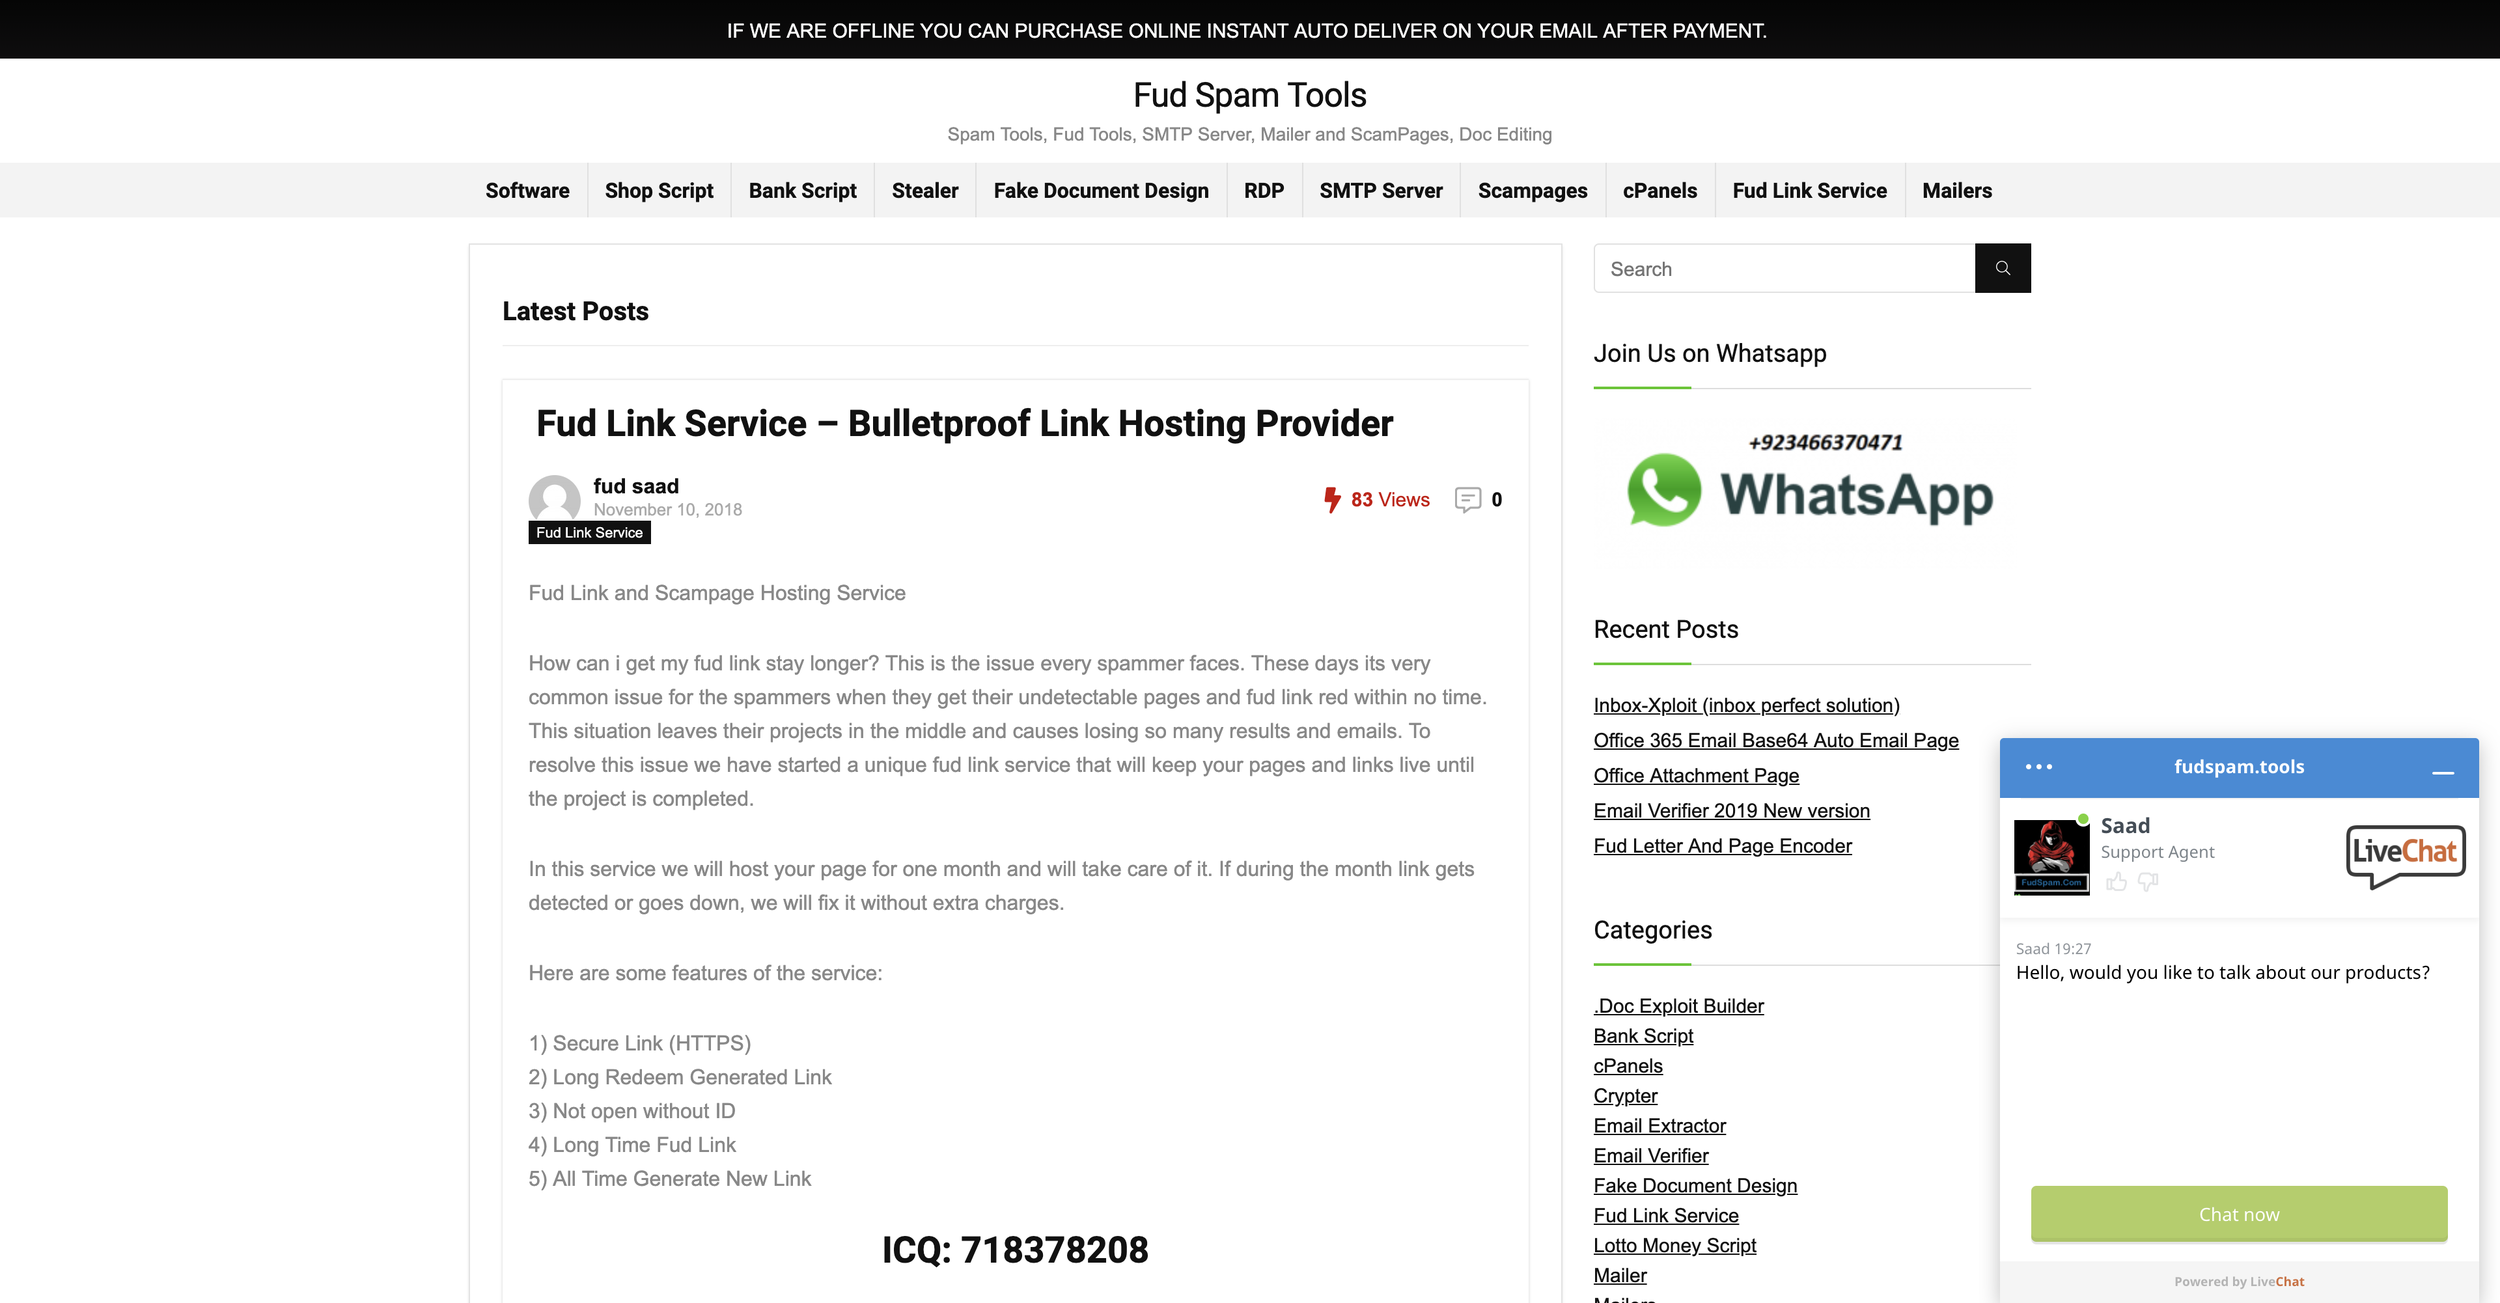 IF WE ARE OFFLINE YOU CAN PURCHASE ONLINE INSTANT AUTO DELIVER ON YOUR EMAIL AFTER PAYMENT.
Fud Spam Tools
Spam Tools, Fud Tools, SMTP Server, Mailer and ScamPages, Doc Editing
Software Shop Script Bank Script Stealer Fake Document Design RDP SMTP Server Scampages cPanels Fud Link Service Mailers
Latest Posts
Fud Link Service – Bulletproof Link Hosting Provider
fud saad
November 10, 2018
83 Views 0
Fud Link Service
Fud Link and Scampage Hosting Service
How can i get my fud link stay longer? This is the issue every spammer faces. These days its very
common issue for the spammers when they get their undetectable pages and fud link red within no time.
This situation leaves their projects in the middle and causes losing so many results and emails. To
resolve this issue we have started a unique fud link service that will keep your pages and links live until
the project is completed.
In this service we will host your page for one month and will take care of it. If during the month link gets
detected or goes down, we will fix it without extra charges.
Here are some features of the service:
1) Secure Link (HTTPS)
2) Long Redeem Generated Link
3) Not open without ID
4) Long Time Fud Link
5) All Time Generate New Link
ICQ: 718378208
Search
Join Us on Whatsapp
+923466370471
WhatsApp
Recent Posts
Inbox-Xploit (inbox perfect solution)
Office 365 Email Base64 Auto Email Page
Office Attachment Page
Email Verifier 2019 New version
Fud Letter And Page Encoder
Categories
.Doc Exploit Builder
Bank Script
cPanels
Crypter
Email Extractor
Email Verifier
Fake Document Design
Fud Link Service
Lotto Money Script
Mailer
Mailers
fudspam.tools
Saad
Support Agent
FudSpam.Com
LiveChat
Saad 19:27
Hello, would you like to talk about our products?
Chat now
Powered by LiveChat